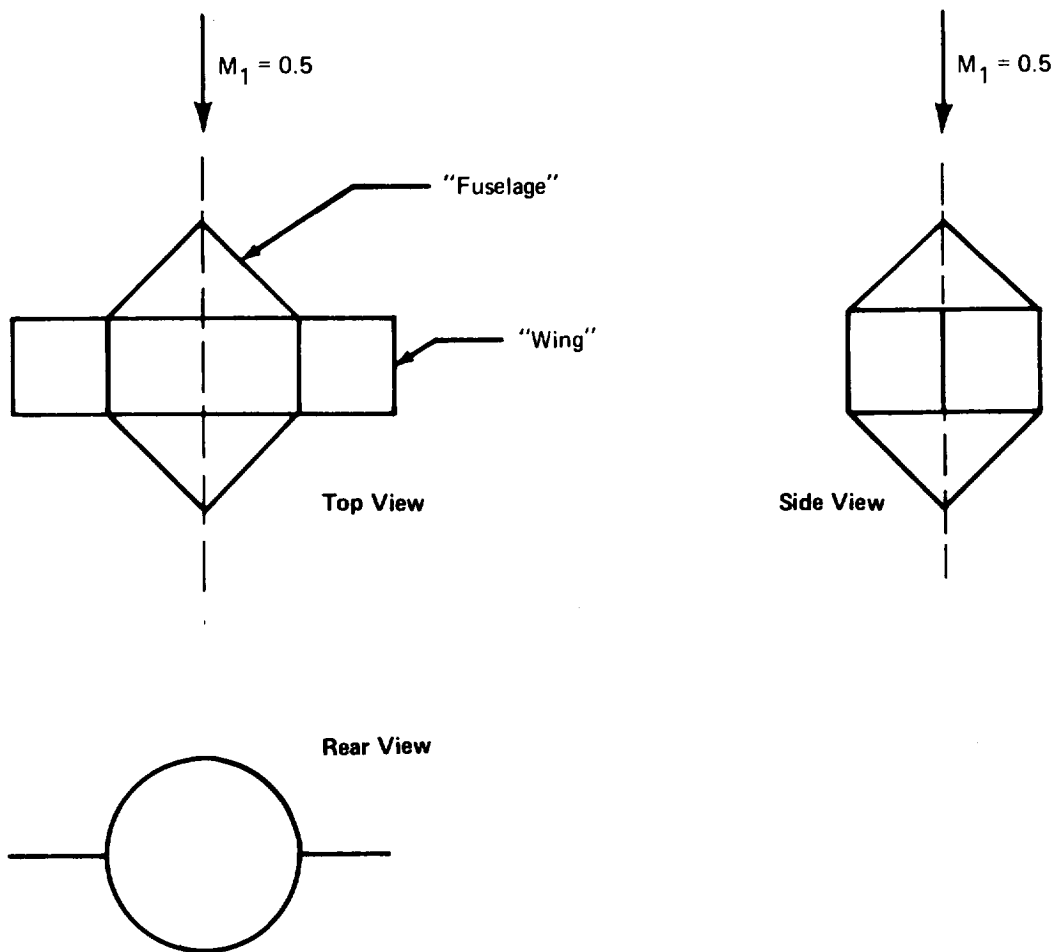 M1 = 0.5
M1 = 0.5
"Fuselage"
"Wing"
Top View
Side View
Rear View